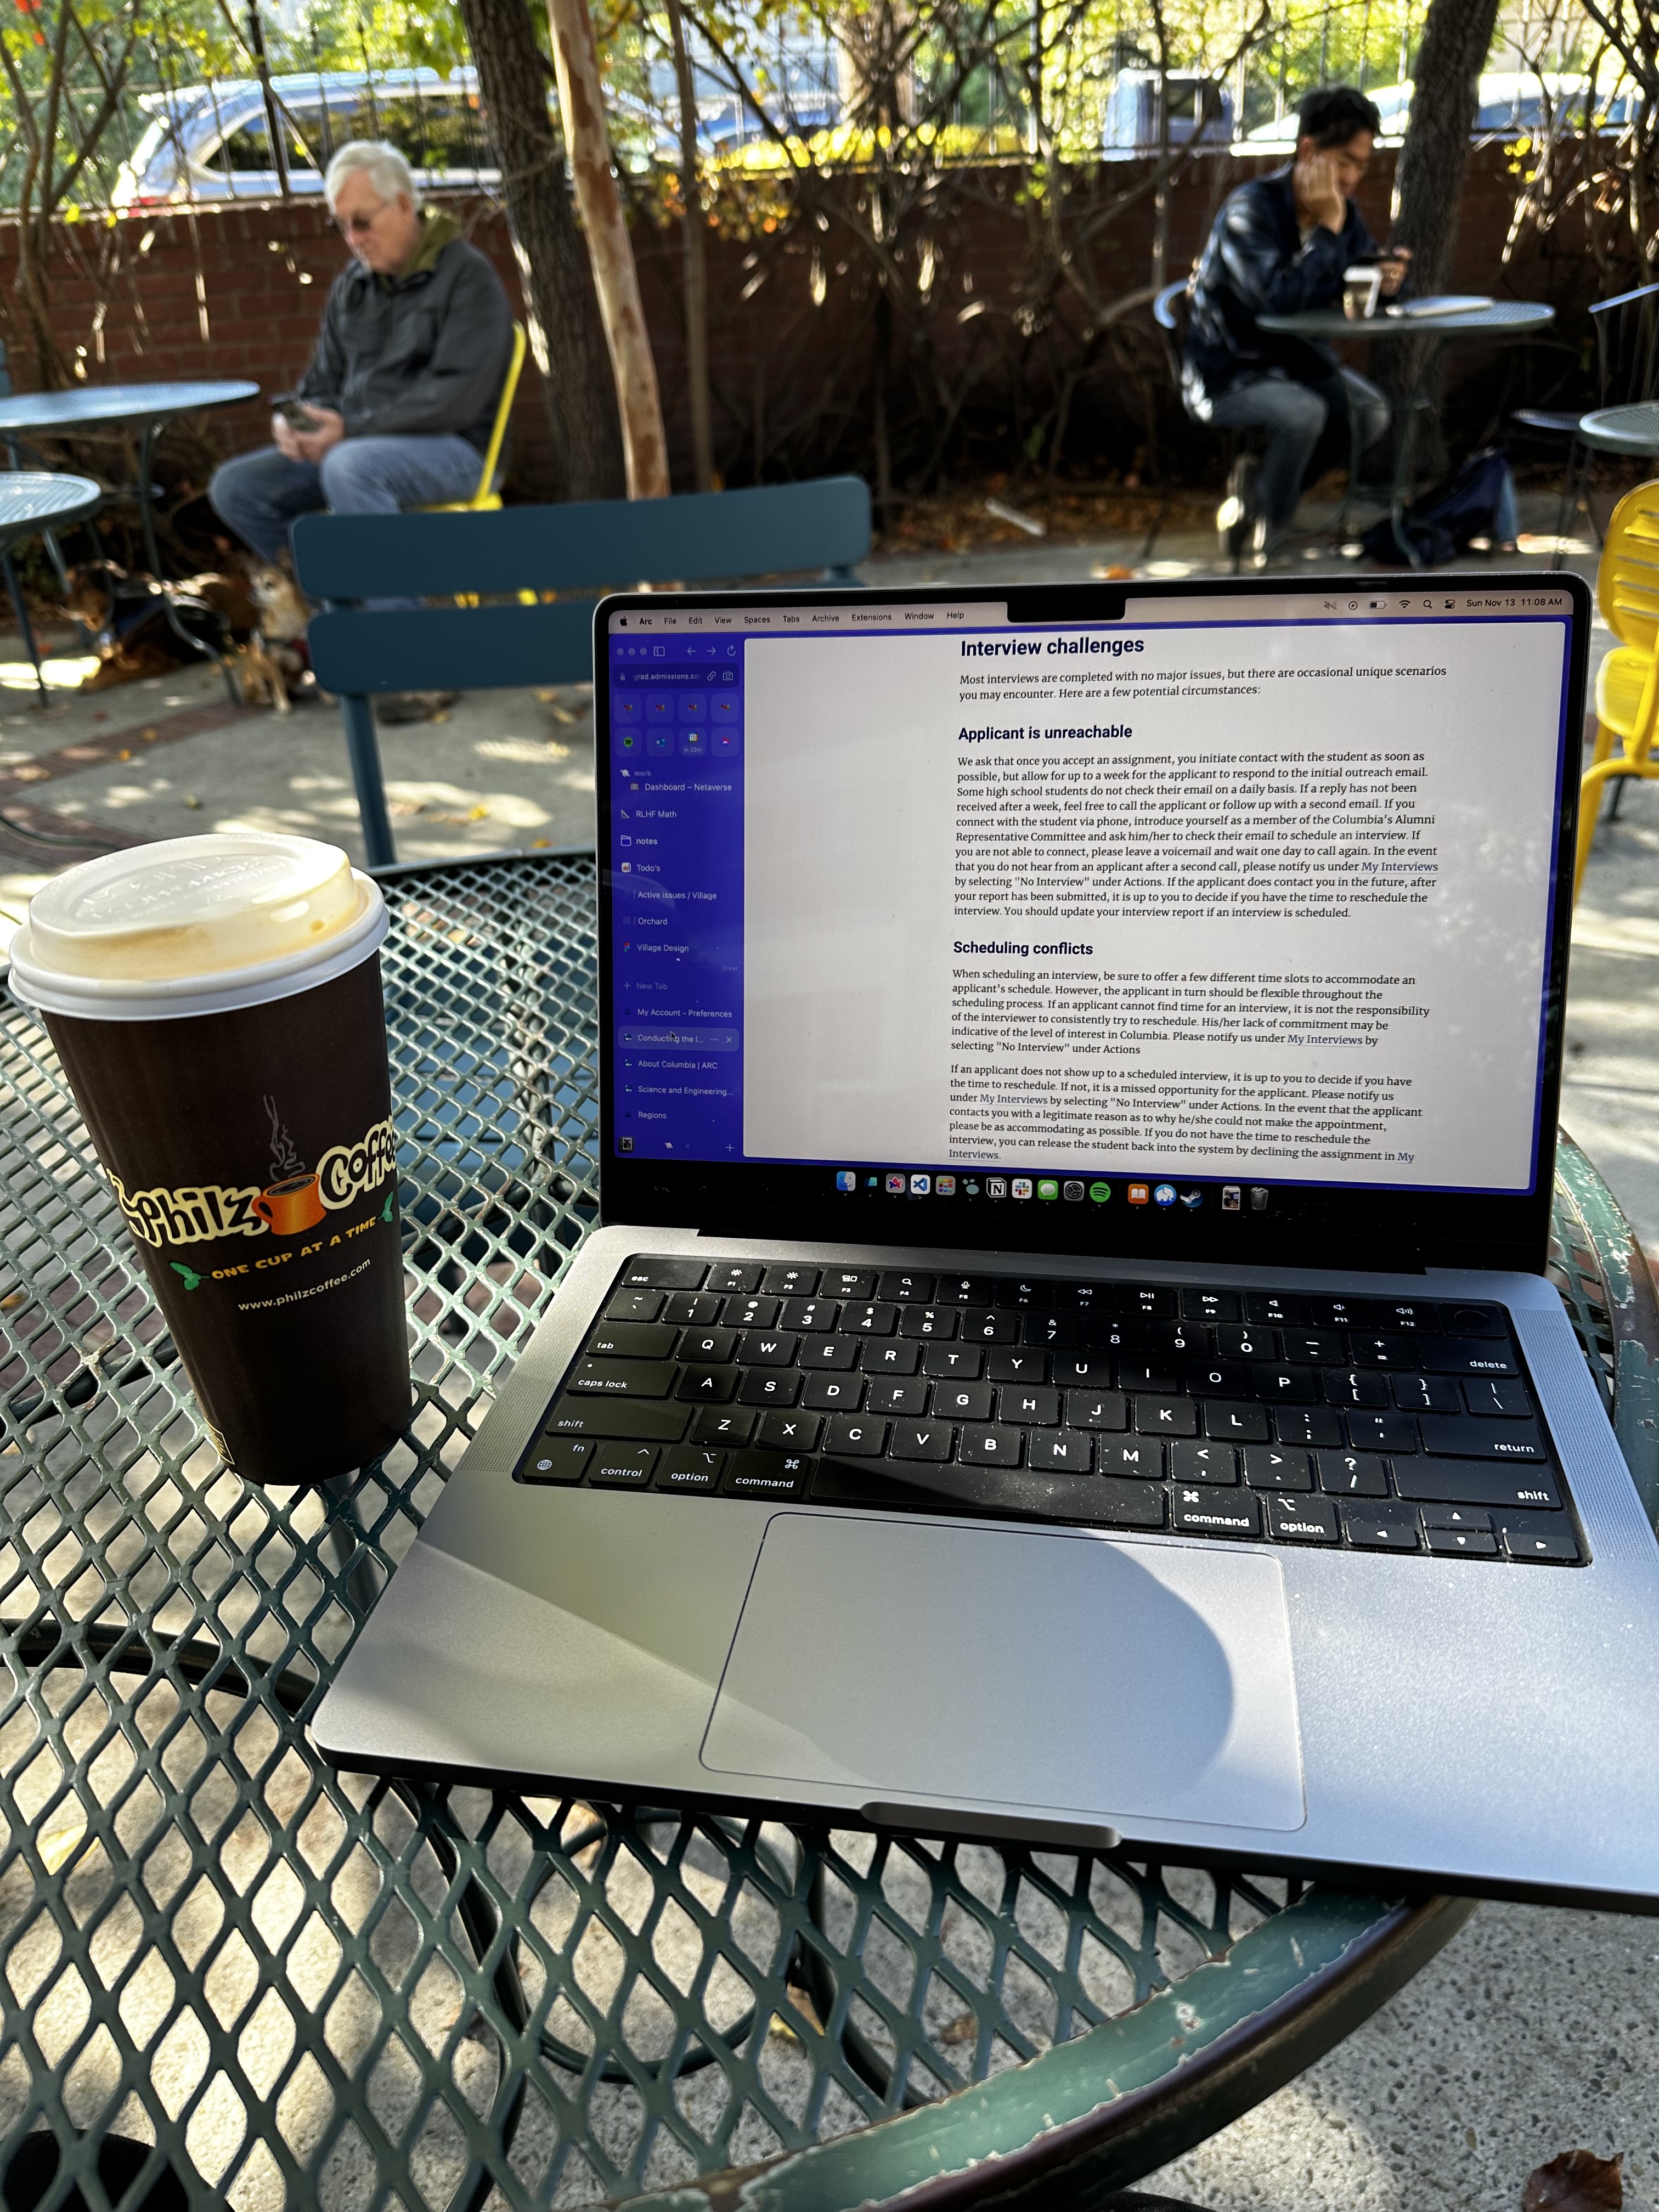 Arc File Edit View Spaces Tabs Archive Extensions Window Help
Sun Nov 13 11:08 AM
grad.admissions.co
work
Dashboard – Netaverse
RLHF Math
notes
Todo's
Active Issues / Village
Orchard
Village Design
Clear
+ New Tab
My Account - Preferences
Conducting the I...
About Columbia | ARC
Science and Engineering...
Regions
Interview challenges
Most interviews are completed with no major issues, but there are occasional unique scenarios
you may encounter. Here are a few potential circumstances:
Applicant is unreachable
We ask that once you accept an assignment, you initiate contact with the student as soon as
possible, but allow for up to a week for the applicant to respond to the initial outreach email.
Some high school students do not check their email on a daily basis. If a reply has not been
received after a week, feel free to call the applicant or follow up with a second email. If you
connect with the student via phone, introduce yourself as a member of the Columbia's Alumni
Representative Committee and ask him/her to check their email to schedule an interview. If
you are not able to connect, please leave a voicemail and wait one day to call again. In the event
that you do not hear from an applicant after a second call, please notify us under My Interviews
by selecting "No Interview" under Actions. If the applicant does contact you in the future, after
your report has been submitted, it is up to you to decide if you have the time to reschedule the
interview. You should update your interview report if an interview is scheduled.
Scheduling conflicts
When scheduling an interview, be sure to offer a few different time slots to accommodate an
applicant's schedule. However, the applicant in turn should be flexible throughout the
scheduling process. If an applicant cannot find time for an interview, it is not the responsibility
of the interviewer to consistently try to reschedule. His/her lack of commitment may be
indicative of the level of interest in Columbia. Please notify us under My Interviews by
selecting "No Interview" under Actions
If an applicant does not show up to a scheduled interview, it is up to you to decide if you have
the time to reschedule. If not, it is a missed opportunity for the applicant. Please notify us
under My Interviews by selecting "No Interview" under Actions. In the event that the applicant
contacts you with a legitimate reason as to why he/she could not make the appointment,
please be as accommodating as possible. If you do not have the time to reschedule the
interview, you can release the student back into the system by declining the assignment in My
Interviews.
Philz Coffee
ONE CUP AT A TIME
www.philzcoffee.com
esc F1 F2 F3 F4 F5 F6 F7 F8 F9 F10 F11 F12
~ ! @ # $ % ^ & * ( ) — +
` 1 2 3 4 5 6 7 8 9 0 - = delete
tab Q W E R T Y U I O P { [ } ] | \
caps lock A S D F G H J K L : ; " ' return
shift Z X C V B N M < , > . ? / shift
fn control option command command option